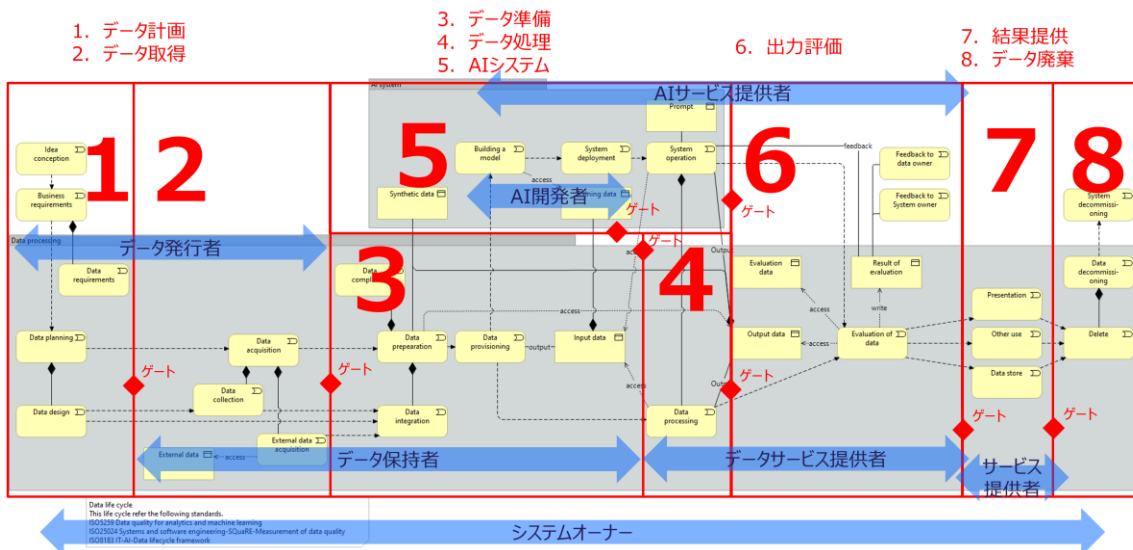 1. データ計画
2. データ取得
3. データ準備
4. データ処理
5. AIシステム
6. 出力評価
7. 結果提供
8. データ廃棄
AI system
AIサービス提供者
Prompt
1
2
5
6
7
8
Idea
conception
Building a
model
System
deployment
System
operation
feedback
Feedback to
data owner
access
Business
requirements
Synthetic data
AI開発者
ゲート
ゲート
Feedback to
System owner
ゲート
System
decommissi
oning
Data processing
データ発行者
ゲート
3
4
Output
Data
requirements
Evaluation
data
Result of
evaluation
Data
decommissi
oning
access
access
write
Presentation
Data planning
Data
acquisition
Data
prepearation
Data
provisioning
output
Input data
Output data
access
Evaluation of
data
Other use
Delete
ゲート
ゲート
access
ゲート
Data store
Data
collection
Data design
Data
integration
Data
processing
ゲート
ゲート
External data
acquisition
External data
access
データ保持者
データサービス提供者
サービス
提供者
Data life cycle
This life cycle refer the following standards.
ISO5259 Data quality for analytics and machine learning
ISO25024 Systems and software engineering-SQuaRE-Measurement of data quality
ISO8183 IT-AI-Data lifecycle framework
システムオーナー